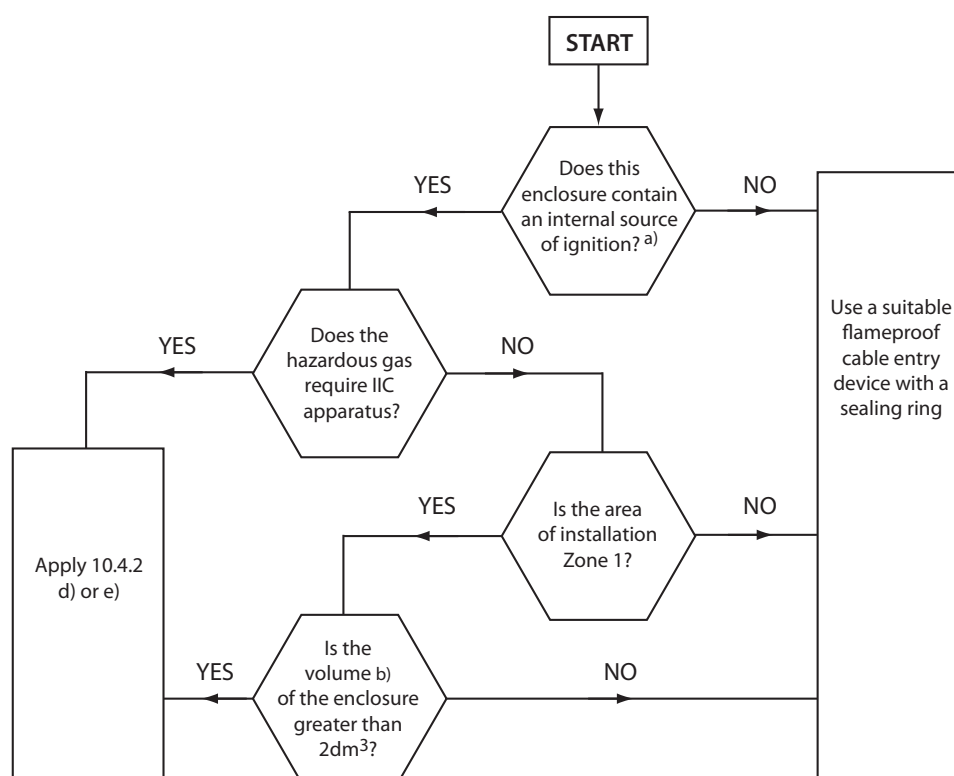 START
Does this
enclosure contain
an internal source
of ignition? a)
YES
NO
Does the
hazardous gas
require IIC
apparatus?
YES
NO
Use a suitable
flameproof
cable entry
device with a
sealing ring
Is the area
of installation
Zone 1?
YES
NO
Apply 10.4.2
d) or e)
Is the
volume b)
of the enclosure
greater than
2dm³?
YES
NO